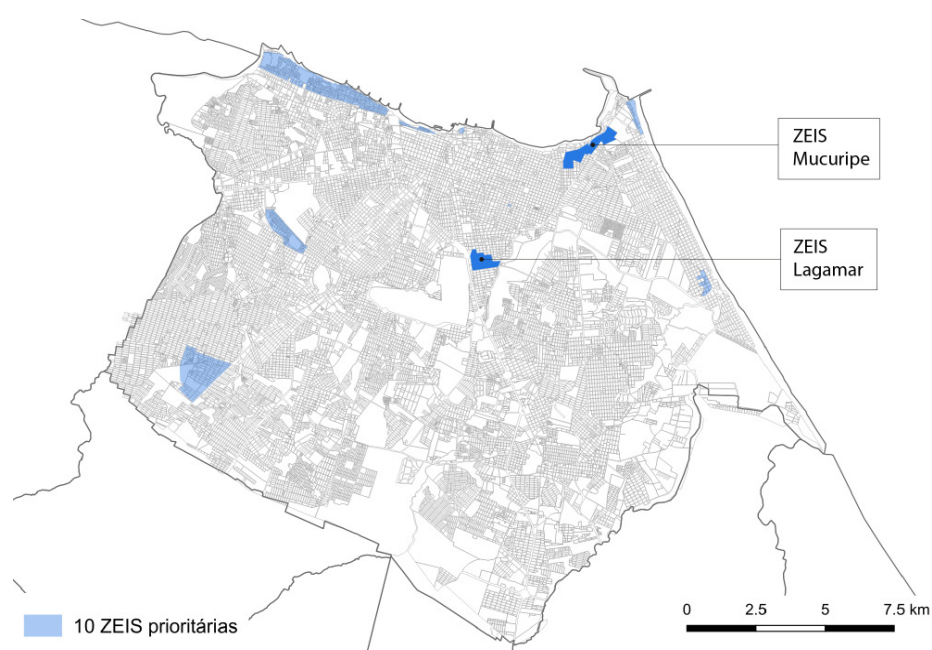 ZEIS
Mucuripe
ZEIS
Lagamar
10 ZEIS prioritárias
0 2.5 5 7.5 km